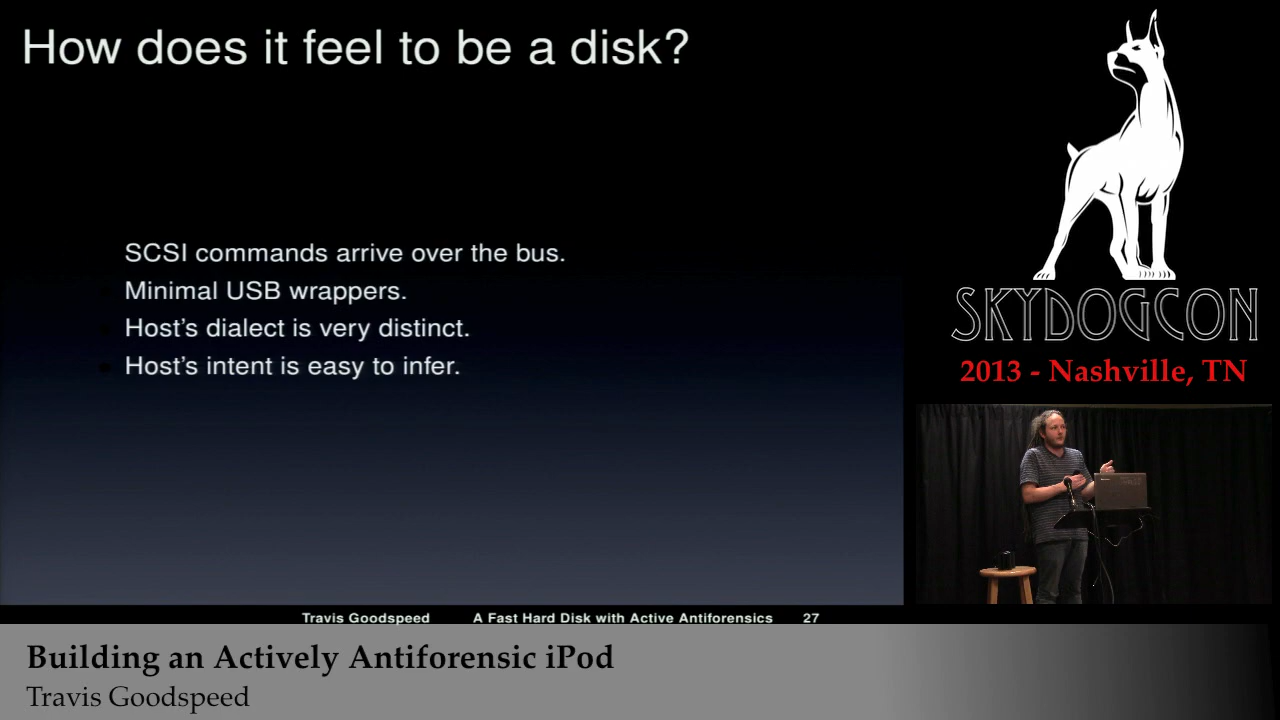 How does it feel to be a disk?
SCSI commands arrive over the bus.
Minimal USB wrappers.
Host's dialect is very distinct.
Host's intent is easy to infer.
Travis Goodspeed A Fast Hard Disk with Active Antiforensics 27
SKYDOGCON
2013 - Nashville, TN
Building an Actively Antiforensic iPod
Travis Goodspeed